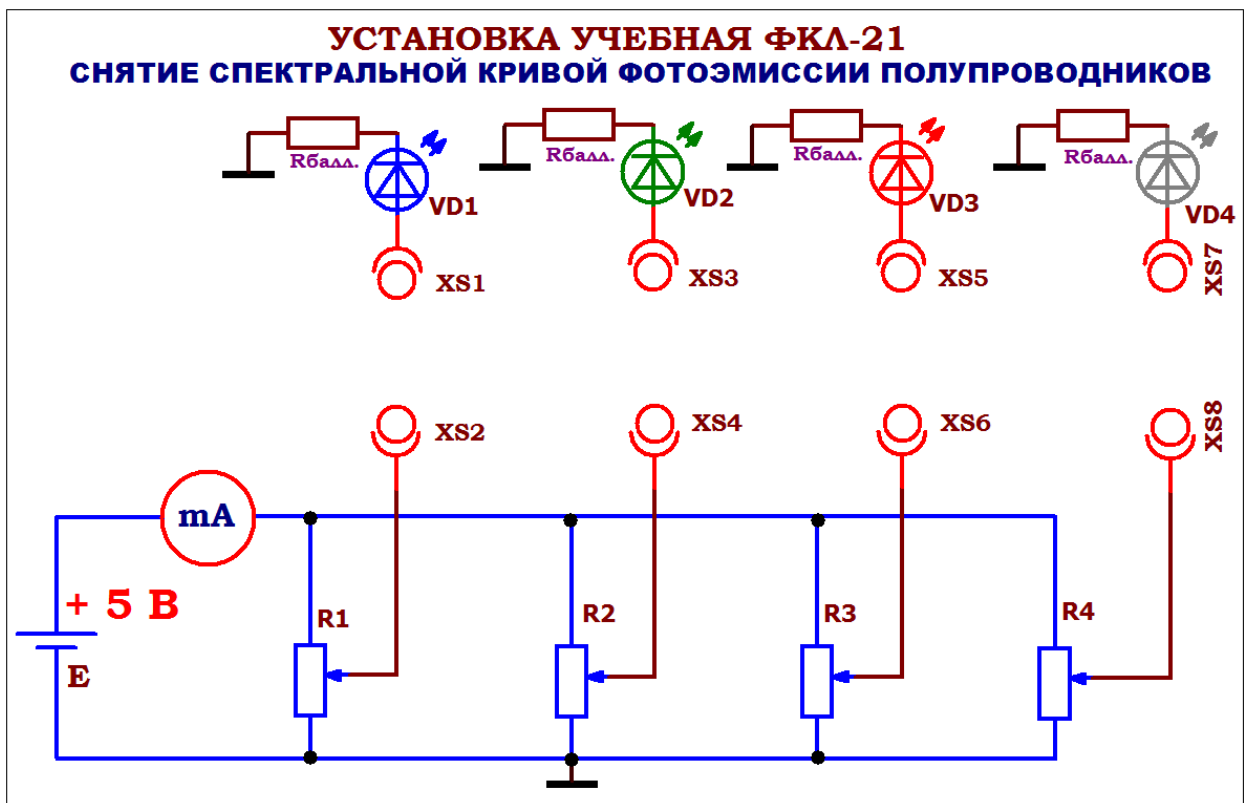 УСТАНОВКА УЧЕБНАЯ ФКЛ-21
СНЯТИЕ СПЕКТРАЛЬНОЙ КРИВОЙ ФОТОЭМИССИИ ПОЛУПРОВОДНИКОВ
Rбалл.
Rбалл.
Rбалл.
Rбалл.
VD1
VD2
VD3
VD4
XS1
XS3
XS5
XS7
XS2
XS4
XS6
XS8
mA
+ 5 В
E
R1
R2
R3
R4